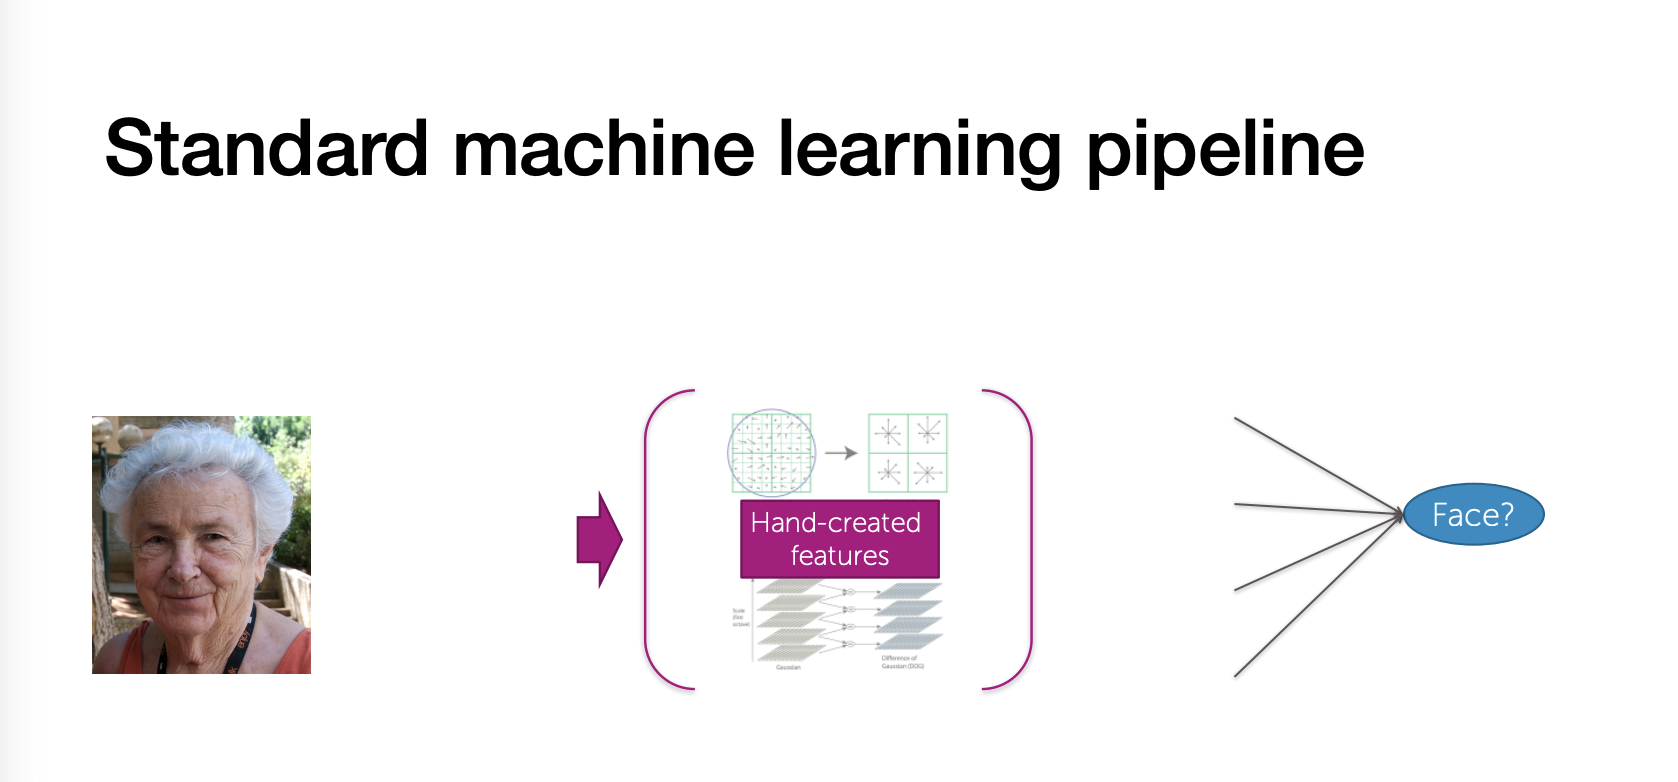 Standard machine learning pipeline
Hand-created
features
Face?
Scale
(first
octave)
Gaussian
Difference of
Gaussian (DOG)